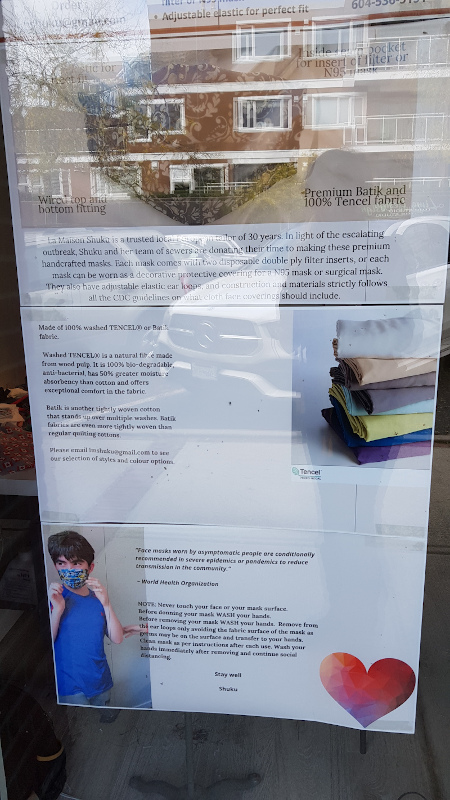 Order
shuku@gmail.com
filter or N95 mask
• Adjustable elastic for perfect fit
604-536-
Inside pocket
for insert of filter or
N95 mask
Wired top and
bottom fitting
Premium Batik and
100% Tencel fabric
La Maison Shuku is a trusted local tailor of 30 years. In light of the escalating
outbreak, Shuku and her team of sewers are donating their time to making these premium
handcrafted masks. Each mask comes with two disposable double ply filter inserts, or each
mask can be worn as a decorative protective covering for a N95 mask or surgical mask.
They also have adjustable elastic ear loops, and construction and materials strictly follows
all the CDC guidelines on what cloth face coverings should include.
Made of 100% washed TENCEL® or Batik
fabric.
Washed TENCEL® is a natural fibre made
from wood pulp. It is 100% bio-degradable,
anti-bacterial, has 50% greater moisture
absorbency than cotton and offers
exceptional comfort in the fabric.
Batik is another tightly woven cotton
that stands up over multiple washes. Batik
fabrics are even more tightly woven than
regular quilting cottons.
Please email lmshuku@gmail.com to see
our selection of styles and colour options.
Tencel
"Face masks worn by asymptomatic people are conditionally
recommended in severe epidemics or pandemics to reduce
transmission in the community."
~ World Health Organization
NOTE: Never touch your face or your mask surface.
Before donning your mask WASH your hands.
Before removing your mask WASH your hands. Remove from
the ear loops only avoiding the fabric surface of the mask as
germs may be on the surface and transfer to your hands.
Clean mask as per instructions after each use. Wash your
hands immediately after removing and continue social
distancing.
Stay well
Shuku